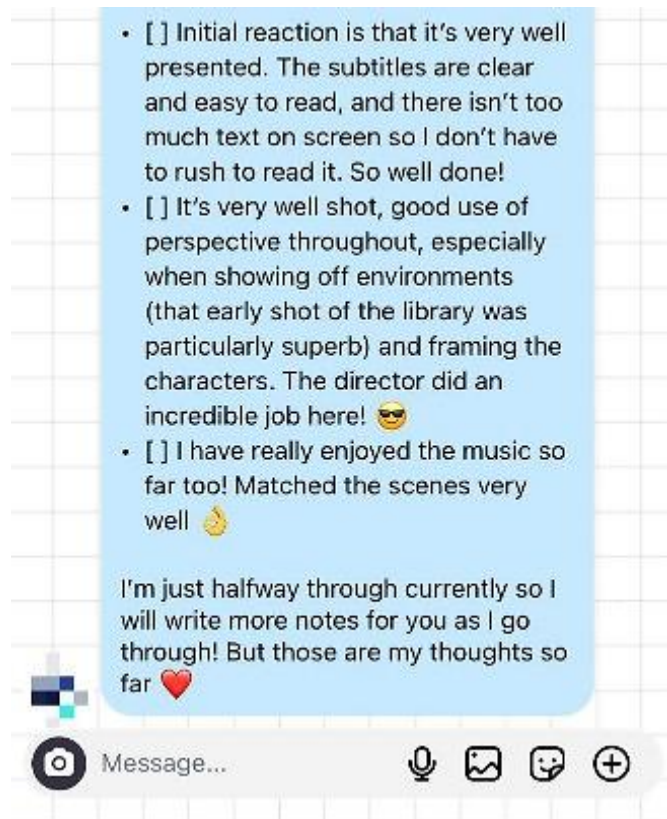 • [ ] Initial reaction is that it’s very well
presented. The subtitles are clear
and easy to read, and there isn’t too
much text on screen so I don’t have
to rush to read it. So well done!
• [ ] It’s very well shot, good use of
perspective throughout, especially
when showing off environments
(that early shot of the library was
particularly superb) and framing the
characters. The director did an
incredible job here! 😎
• [ ] I have really enjoyed the music so
far too! Matched the scenes very
well 👌
I’m just halfway through currently so I
will write more notes for you as I go
through! But those are my thoughts so
far ❤️
Message...